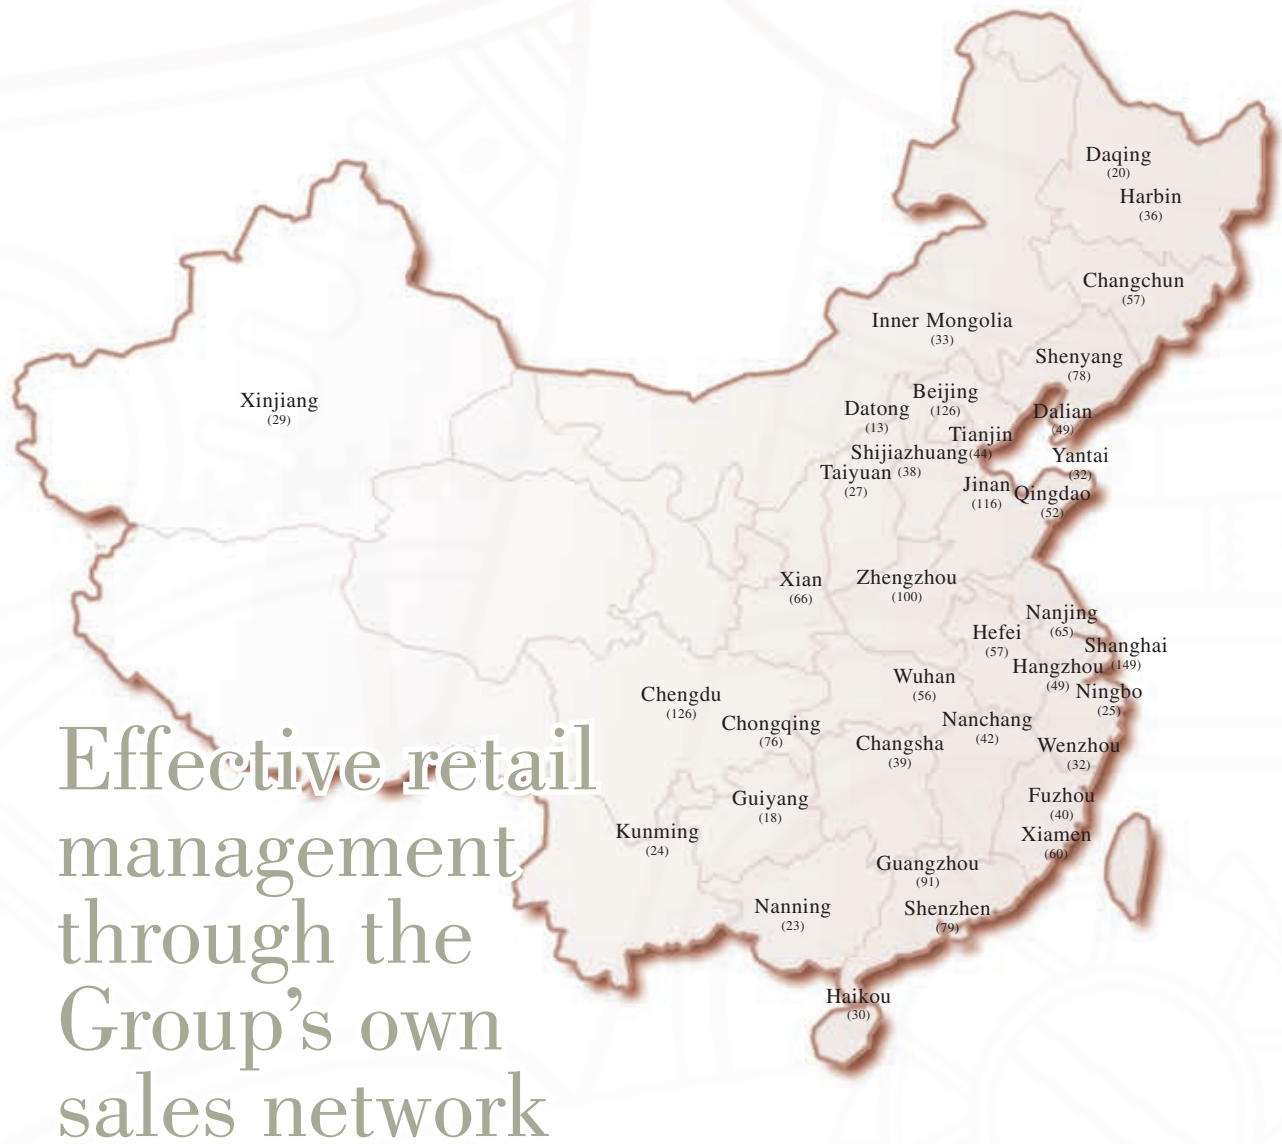 Daqing
(20)
Harbin
(36)
Changchun
(57)
Inner Mongolia
(33)
Shenyang
(78)
Beijing
(126)
Xinjiang
(29)
Datong
(13)
Dalian
(49)
Tianjin
(44)
Shijiazhuang
(38)
Yantai
(32)
Taiyuan
(27)
Jinan
(116)
Qingdao
(52)
Xian
(66)
Zhengzhou
(100)
Nanjing
(65)
Hefei
(57)
Shanghai
(149)
Hangzhou
(49)
Wuhan
(56)
Ningbo
(25)
Chengdu
(126)
Chongqing
(76)
Nanchang
(42)
Changsha
(39)
Wenzhou
(32)
Guiyang
(18)
Fuzhou
(40)
Kunming
(24)
Xiamen
(60)
Guangzhou
(91)
Nanning
(23)
Shenzhen
(79)
Haikou
(30)
Effective retail
management
through the
Group’s own
sales network